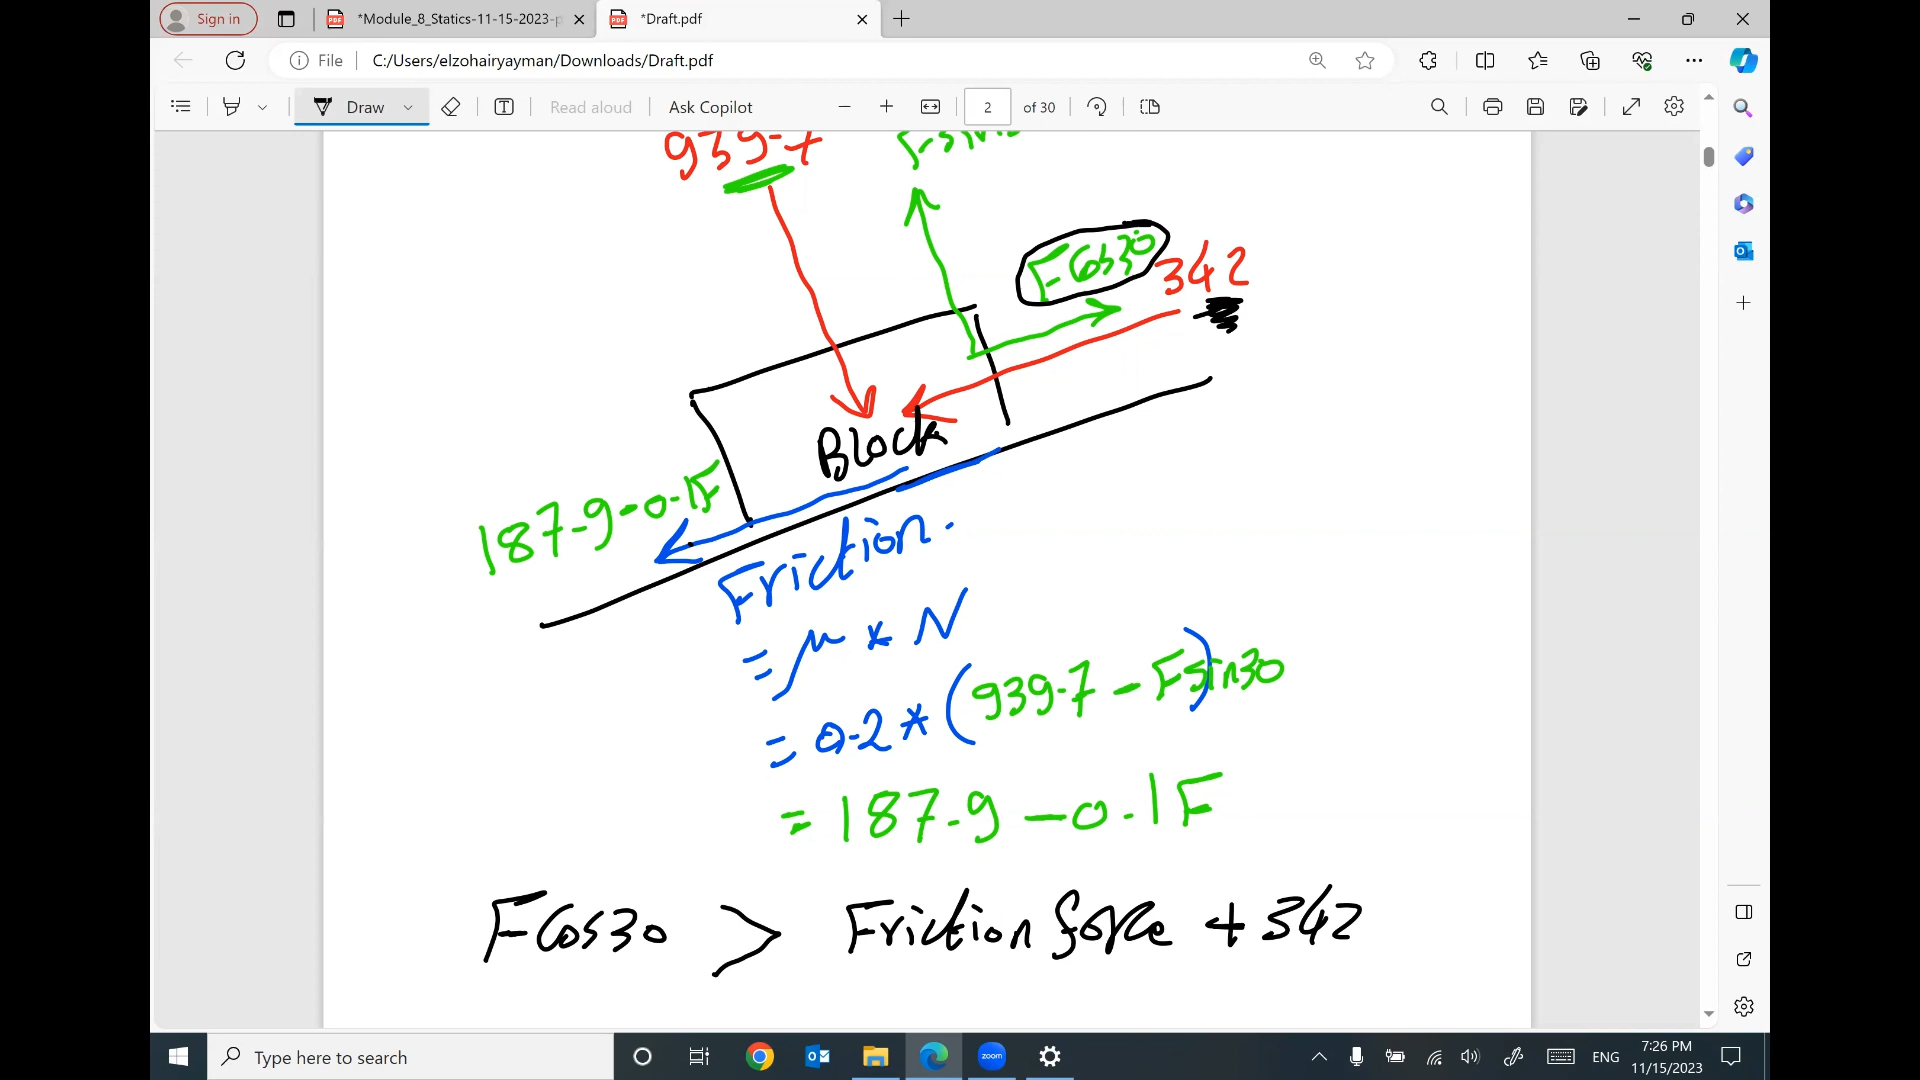 Sign in
*Module_8_Statics-11-15-2023-p
*Draft.pdf
File
C:/Users/elzohairyayman/Downloads/Draft.pdf
Draw
Read aloud
Ask Copilot
2
of 30
FCos30
342
Block
187.9-0.1F
Friction.
= μ * N
= 0.2 * (939.7 - Fsin30)
= 187.9 - 0.1F
FCos30 > Friction force + 342
Type here to search
zoom
ENG
7:26 PM
11/15/2023